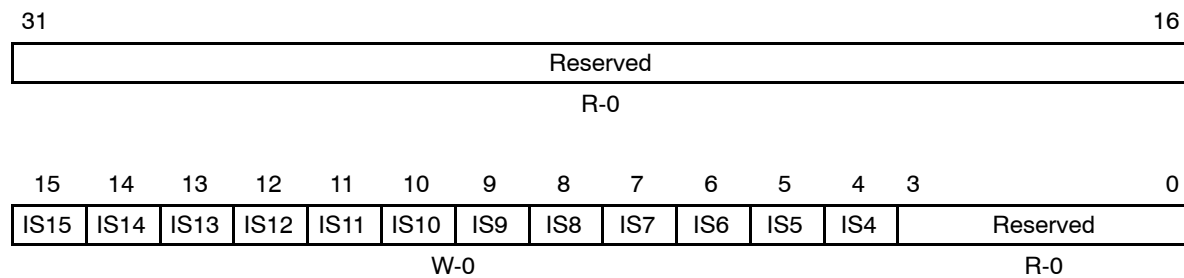 31 16
Reserved
R-0
15 14 13 12 11 10 9 8 7 6 5 4 3 0
IS15 IS14 IS13 IS12 IS11 IS10 IS9 IS8 IS7 IS6 IS5 IS4 Reserved
W-0 R-0